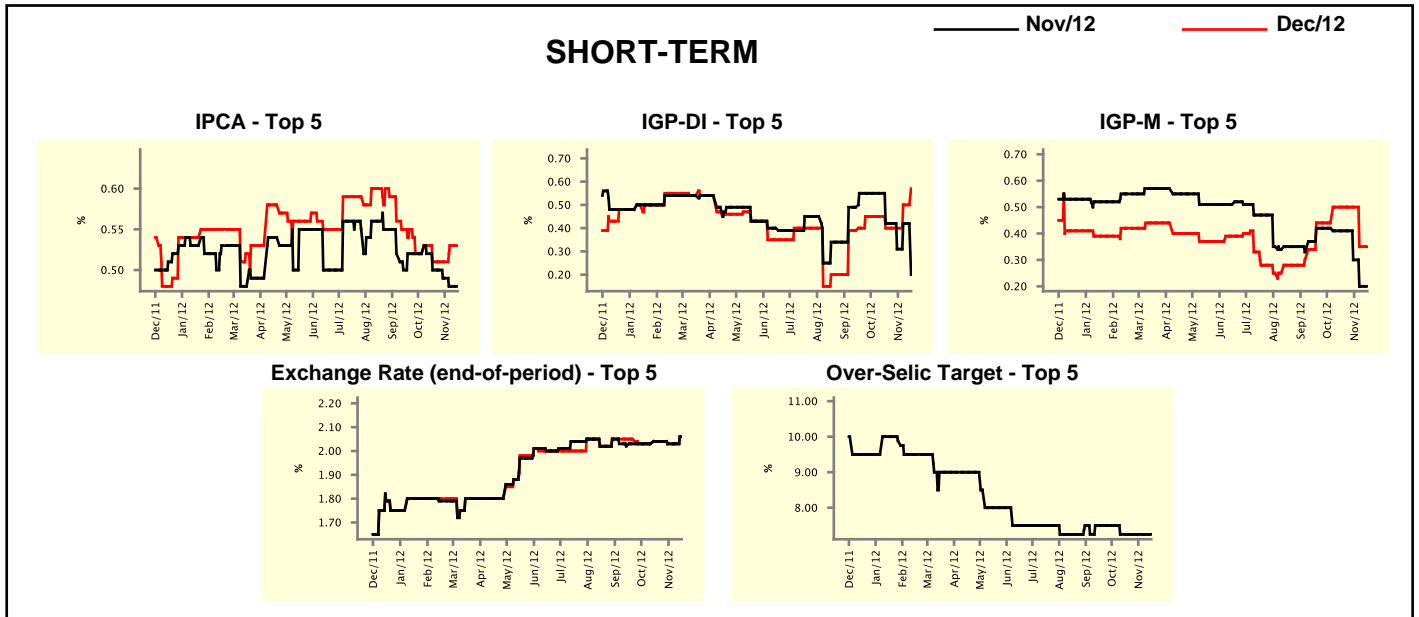 Nov/12 Dec/12
SHORT-TERM
IPCA - Top 5
0.60
0.55
0.50
%
Dec/11 Jan/12 Feb/12 Mar/12 Apr/12 May/12 Jun/12 Jul/12 Aug/12 Sep/12 Oct/12 Nov/12
IGP-DI - Top 5
0.70
0.60
0.50
0.40
0.30
0.20
%
Dec/11 Jan/12 Feb/12 Mar/12 Apr/12 May/12 Jun/12 Jul/12 Aug/12 Sep/12 Oct/12 Nov/12
IGP-M - Top 5
0.70
0.60
0.50
0.40
0.30
0.20
%
Dec/11 Jan/12 Feb/12 Mar/12 Apr/12 May/12 Jun/12 Jul/12 Aug/12 Sep/12 Oct/12 Nov/12
Exchange Rate (end-of-period) - Top 5
2.20
2.10
2.00
1.90
1.80
1.70
%
Dec/11 Jan/12 Feb/12 Mar/12 Apr/12 May/12 Jun/12 Jul/12 Aug/12 Sep/12 Oct/12 Nov/12
Over-Selic Target - Top 5
11.00
10.00
9.00
8.00
%
Dec/11 Jan/12 Feb/12 Mar/12 Apr/12 May/12 Jun/12 Jul/12 Aug/12 Sep/12 Oct/12 Nov/12